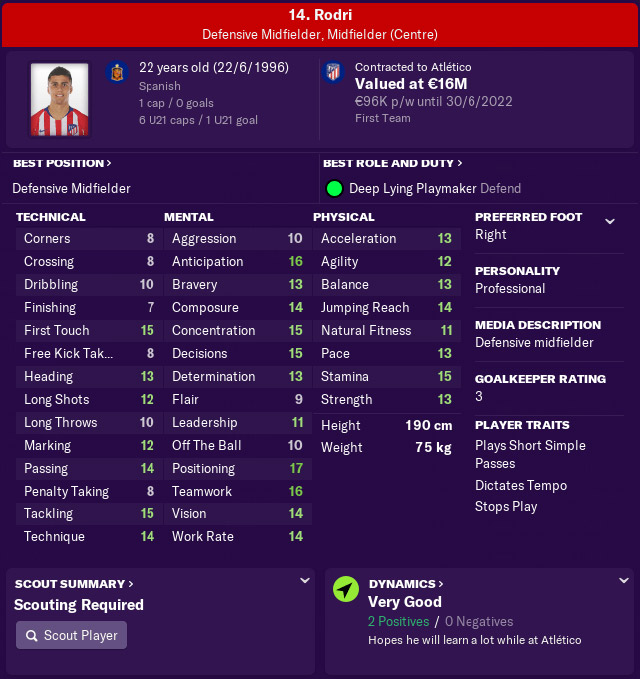 14. Rodri
Defensive Midfielder, Midfielder (Centre)
22 years old (22/6/1996)
Spanish
1 cap / 0 goals
6 U21 caps / 1 U21 goal
Contracted to Atlético
Valued at €16M
€96K p/w until 30/6/2022
First Team
BEST POSITION
Defensive Midfielder
BEST ROLE AND DUTY
Deep Lying Playmaker Defend
TECHNICAL
Corners 8
Crossing 8
Dribbling 10
Finishing 7
First Touch 15
Free Kick Tak... 8
Heading 13
Long Shots 12
Long Throws 10
Marking 12
Passing 14
Penalty Taking 8
Tackling 15
Technique 14
MENTAL
Aggression 10
Anticipation 16
Bravery 13
Composure 14
Concentration 15
Decisions 15
Determination 13
Flair 9
Leadership 11
Off The Ball 10
Positioning 17
Teamwork 16
Vision 14
Work Rate 14
PHYSICAL
Acceleration 13
Agility 12
Balance 13
Jumping Reach 14
Natural Fitness 11
Pace 13
Stamina 15
Strength 13
Height 190 cm
Weight 75 kg
PREFERRED FOOT
Right
PERSONALITY
Professional
MEDIA DESCRIPTION
Defensive midfielder
GOALKEEPER RATING
3
PLAYER TRAITS
Plays Short Simple
Passes
Dictates Tempo
Stops Play
SCOUT SUMMARY
Scouting Required
Scout Player
DYNAMICS
Very Good
2 Positives / 0 Negatives
Hopes he will learn a lot while at Atlético